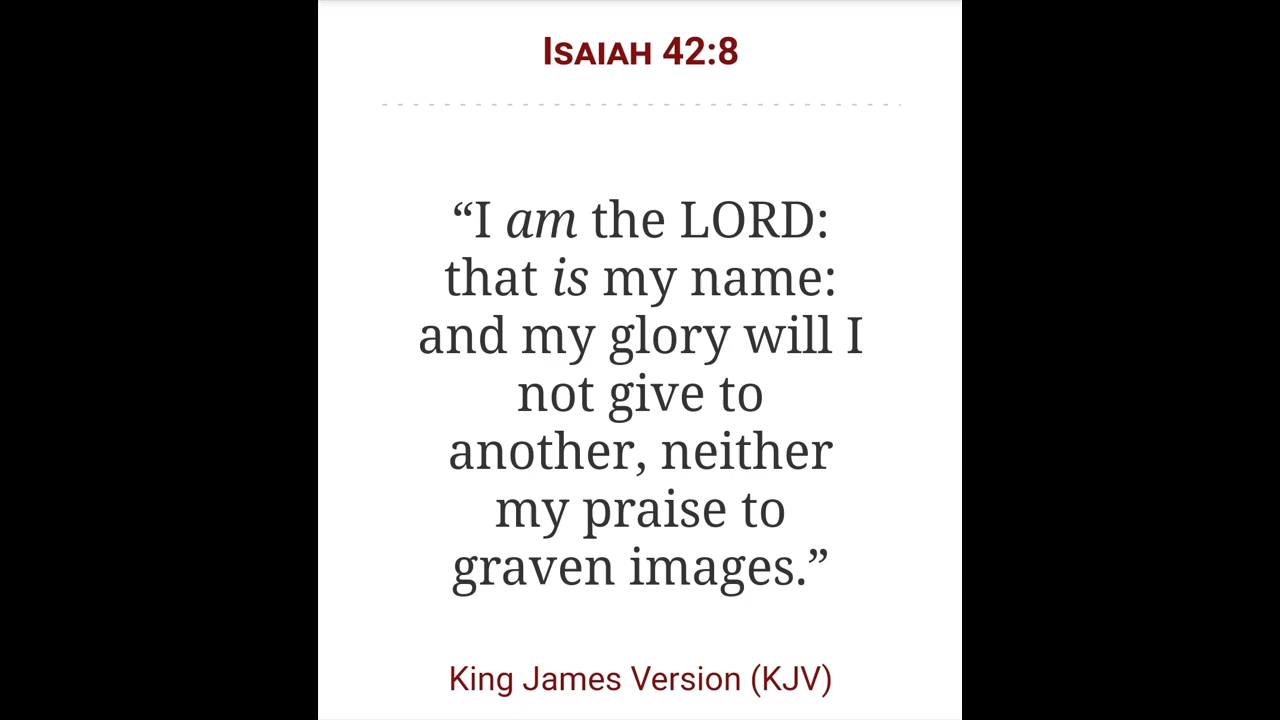 Isaiah 42:8
“I am the LORD:
that is my name:
and my glory will I
not give to
another, neither
my praise to
graven images.”
King James Version (KJV)